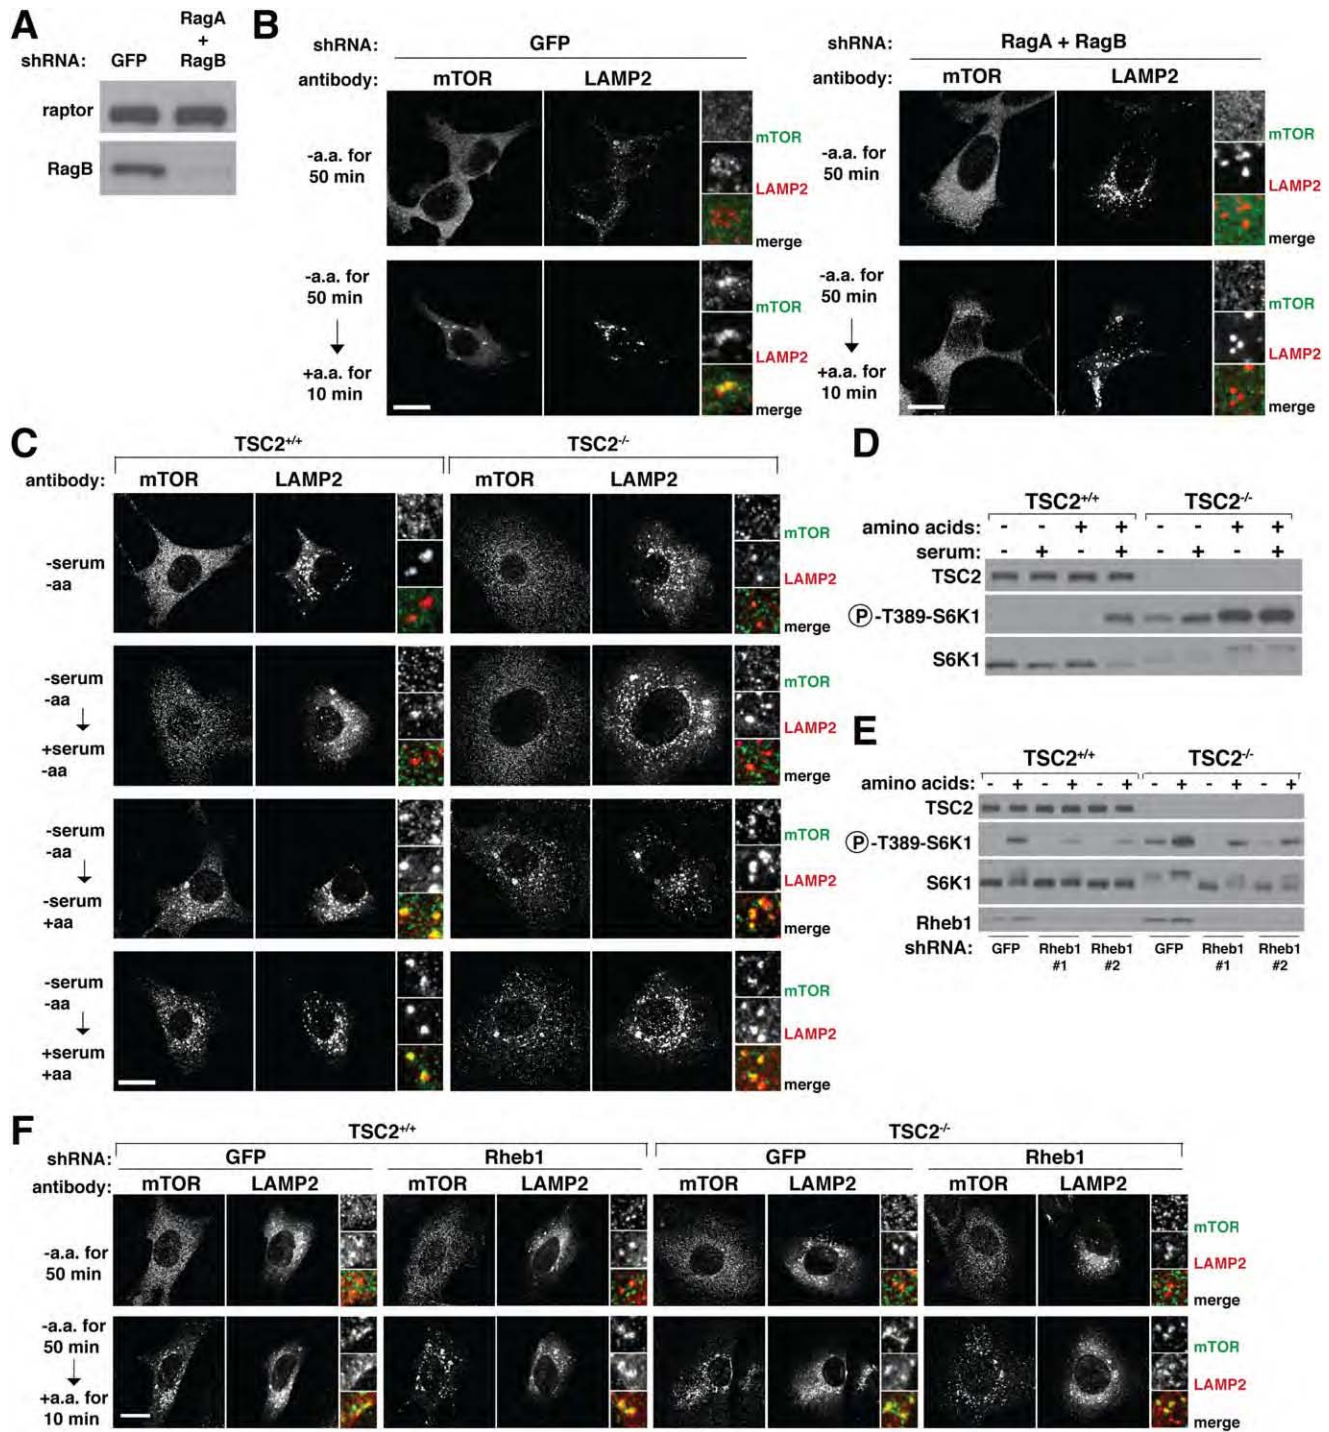 A
RagA
+
shRNA: GFP RagB
raptor
RagB
B
shRNA: GFP
antibody: mTOR LAMP2
-a.a. for
50 min
mTOR
LAMP2
merge
-a.a. for
50 min
+a.a. for
10 min
mTOR
LAMP2
merge
shRNA: RagA + RagB
antibody: mTOR LAMP2
-a.a. for
50 min
mTOR
LAMP2
merge
-a.a. for
50 min
+a.a. for
10 min
mTOR
LAMP2
merge
C
TSC2+/+ TSC2-/-
antibody: mTOR LAMP2 mTOR LAMP2
-serum
-aa
mTOR
LAMP2
merge
-serum
-aa
+serum
-aa
mTOR
LAMP2
merge
-serum
-aa
-serum
+aa
mTOR
LAMP2
merge
-serum
-aa
+serum
+aa
mTOR
LAMP2
merge
D
TSC2+/+ TSC2-/-
amino acids: - - + + - - + +
serum: - + - + - + - +
TSC2
P-T389-S6K1
S6K1
E
TSC2+/+ TSC2-/-
amino acids: - + - + - + - + - + - +
TSC2
P-T389-S6K1
S6K1
Rheb1
shRNA: GFP Rheb1 Rheb1 GFP Rheb1 Rheb1
#1 #2 #1 #2
F
TSC2+/+ TSC2-/-
shRNA: GFP Rheb1 GFP Rheb1
antibody: mTOR LAMP2 mTOR LAMP2 mTOR LAMP2 mTOR LAMP2
-a.a. for
50 min
mTOR
LAMP2
merge
-a.a. for
50 min
+a.a. for
10 min
mTOR
LAMP2
merge